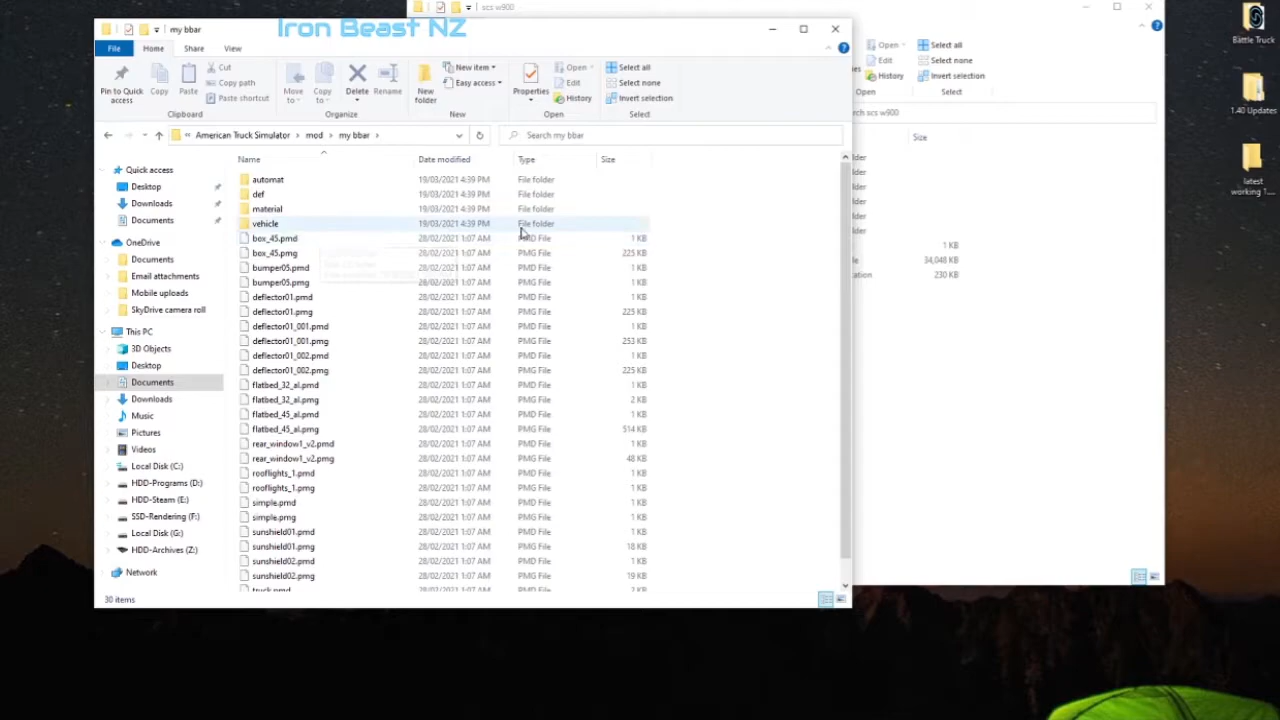 scs w900
my bbar
Iron Beast NZ
File
Home
Share
View
Pin to Quick access
Copy
Paste
Cut
Copy path
Paste shortcut
Clipboard
Move to
Copy to
Delete
Rename
Organize
New folder
New item
Easy access
New
Properties
Open
Edit
History
Open
Select all
Select none
Invert selection
Select
Open
Edit
History
Open
Select all
Select none
Invert selection
Select
American Truck Simulator > mod > my bbar >
Search my bbar
rch scs w900
Name Date modified Type Size
Size
Quick access
Desktop
Downloads
Documents
OneDrive
Documents
Email attachments
Mobile uploads
SkyDrive camera roll
This PC
3D Objects
Desktop
Documents
Downloads
Music
Pictures
Videos
Local Disk (C:)
HDD-Programs (D:)
HDD-Steam (E:)
SSD-Rendering (F:)
Local Disk (G:)
HDD-Archives (Z:)
Network
automat 19/03/2021 4:39 PM File folder
def 19/03/2021 4:39 PM File folder
material 19/03/2021 4:39 PM File folder
vehicle 19/03/2021 4:39 PM File folder
box_45.pmd 28/02/2021 1:07 AM PMD File 1 KB
box_45.pmg 28/02/2021 1:07 AM PMG File 225 KB
bumper05.pmd 28/02/2021 1:07 AM PMD File 1 KB
bumper05.pmg 28/02/2021 1:07 AM PMG File 282 KB
deflector01.pmd 28/02/2021 1:07 AM PMD File 1 KB
deflector01.pmg 28/02/2021 1:07 AM PMG File 225 KB
deflector01_001.pmd 28/02/2021 1:07 AM PMD File 1 KB
deflector01_001.pmg 28/02/2021 1:07 AM PMG File 253 KB
deflector01_002.pmd 28/02/2021 1:07 AM PMD File 1 KB
deflector01_002.pmg 28/02/2021 1:07 AM PMG File 225 KB
flatbed_32_al.pmd 28/02/2021 1:07 AM PMD File 1 KB
flatbed_32_al.pmg 28/02/2021 1:07 AM PMG File 2 KB
flatbed_45_al.pmd 28/02/2021 1:07 AM PMD File 1 KB
flatbed_45_al.pmg 28/02/2021 1:07 AM PMG File 514 KB
rear_window1_v2.pmd 28/02/2021 1:07 AM PMD File 1 KB
rear_window1_v2.pmg 28/02/2021 1:07 AM PMG File 48 KB
rooflights_1.pmd 28/02/2021 1:07 AM PMD File 1 KB
rooflights_1.pmg 28/02/2021 1:07 AM PMG File 1 KB
simple.pmd 28/02/2021 1:07 AM PMD File 1 KB
simple.pmg 28/02/2021 1:07 AM PMG File 1 KB
sunshield01.pmd 28/02/2021 1:07 AM PMD File 1 KB
sunshield01.pmg 28/02/2021 1:07 AM PMG File 18 KB
sunshield02.pmd 28/02/2021 1:07 AM PMD File 1 KB
sunshield02.pmg 28/02/2021 1:07 AM PMG File 19 KB
truck.pmd 28/02/2021 1:07 AM PMD File 2 KB
30 items
lder
lder
lder
lder
lder
lder
1 KB
le 34,048 KB
ation 230 KB
Battle Truck
1.40 Updates
latest
working 1....